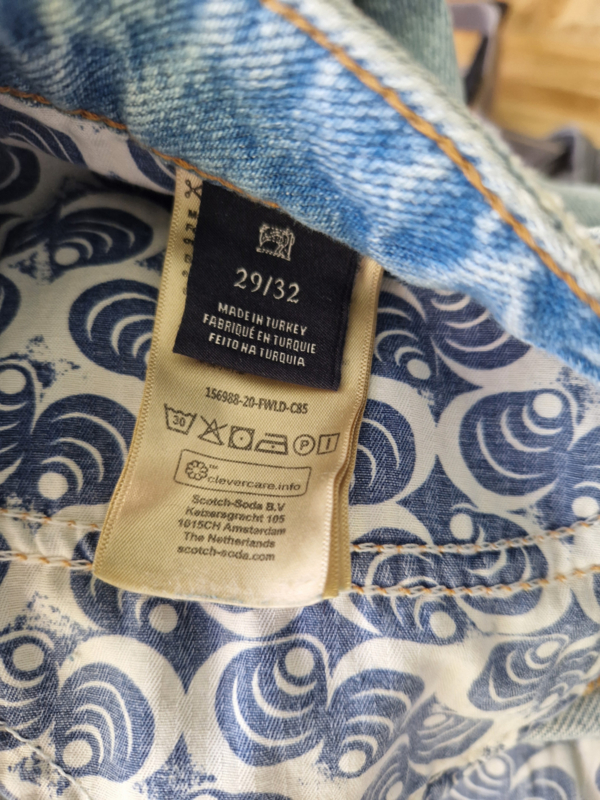 29/32
MADE IN TURKEY
FABRIQUÉ EN TURQUIE
FEITO NA TURQUIA
156988-20-FWLD-C85
30
P
clevercare.info
Scotch-Soda B.V
Keizersgracht 105
1015CH Amsterdam
The Netherlands
scotch-soda.com